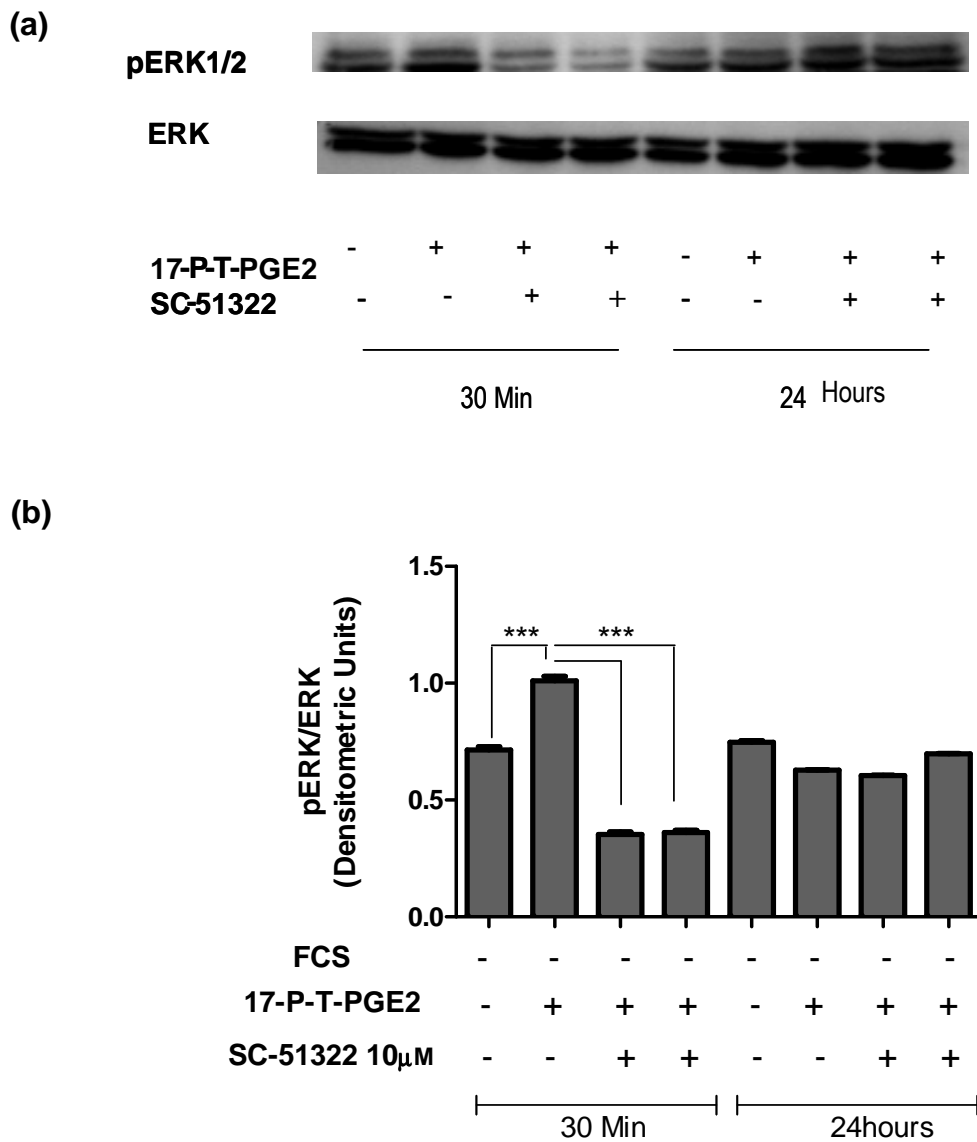 (a)
pERK1/2
ERK
17-P-T-PGE2 - + + + - + + +
SC-51322 - - + + - - + +
30 Min 24 Hours
(b)
pERK/ERK
(Densitometric Units)
1.5
1.0
0.5
0.0
*** ***
FCS - - - - - - - -
17-P-T-PGE2 - + + + - + + +
SC-51322 10μM - - + + - - + +
30 Min 24hours